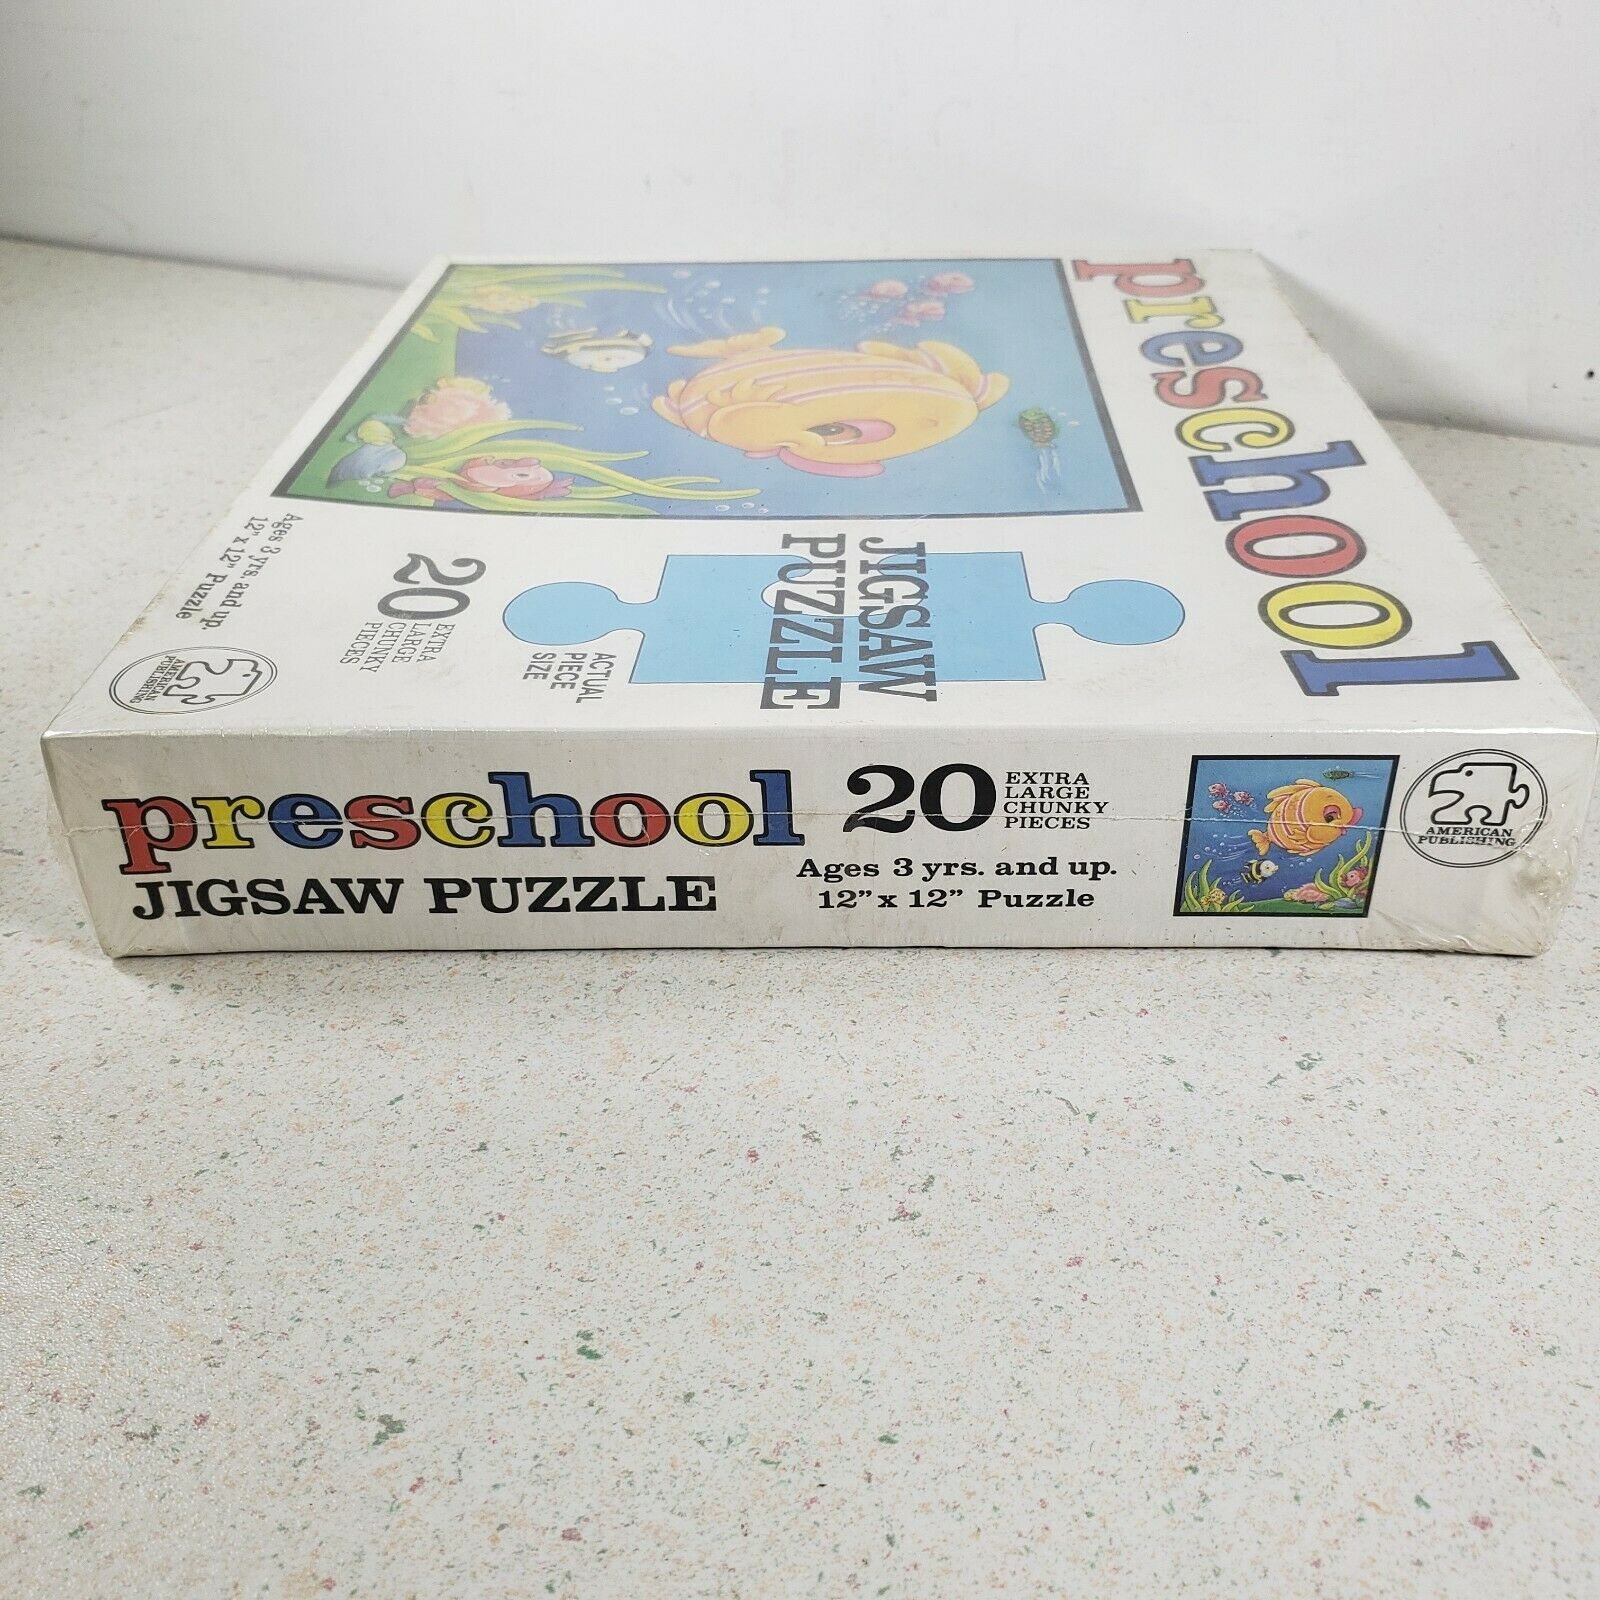 preschool
JIGSAW
PUZZLE
ACTUAL
PIECE
SIZE
20
EXTRA
LARGE
CHUNKY
PIECES
Ages 3 yrs. and up.
12" x 12" Puzzle
AMERICAN
PUBLISHING
preschool
JIGSAW PUZZLE
20
EXTRA
LARGE
CHUNKY
PIECES
Ages 3 yrs. and up.
12" x 12" Puzzle
AMERICAN
PUBLISHING